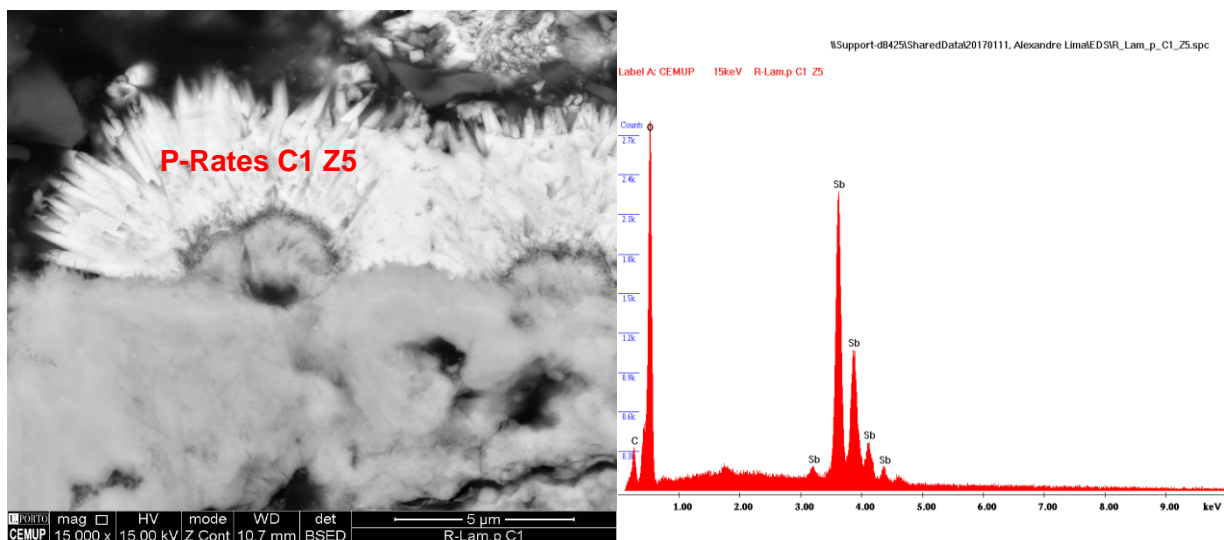 P-Rates C1 Z5
U.PORTO
CEMUP
mag
15 000 x
HV
15.00 kV
mode
Z Cont
WD
10.7 mm
det
BSED
5 µm
R-Lam.p C1
\\Support-d8425\SharedData\20170111, Alexandre Lima\EDS\R_Lam_p_C1_Z5.spc
Label A: CEMUP 15keV R-Lam.p C1 Z5
Counts
2.7k
2.4k
2.1k
1.8k
1.5k
1.2k
0.9k
0.6k
0.3k
O
C
Sb
Sb
Sb
Sb
Sb
1.00 2.00 3.00 4.00 5.00 6.00 7.00 8.00 9.00 keV